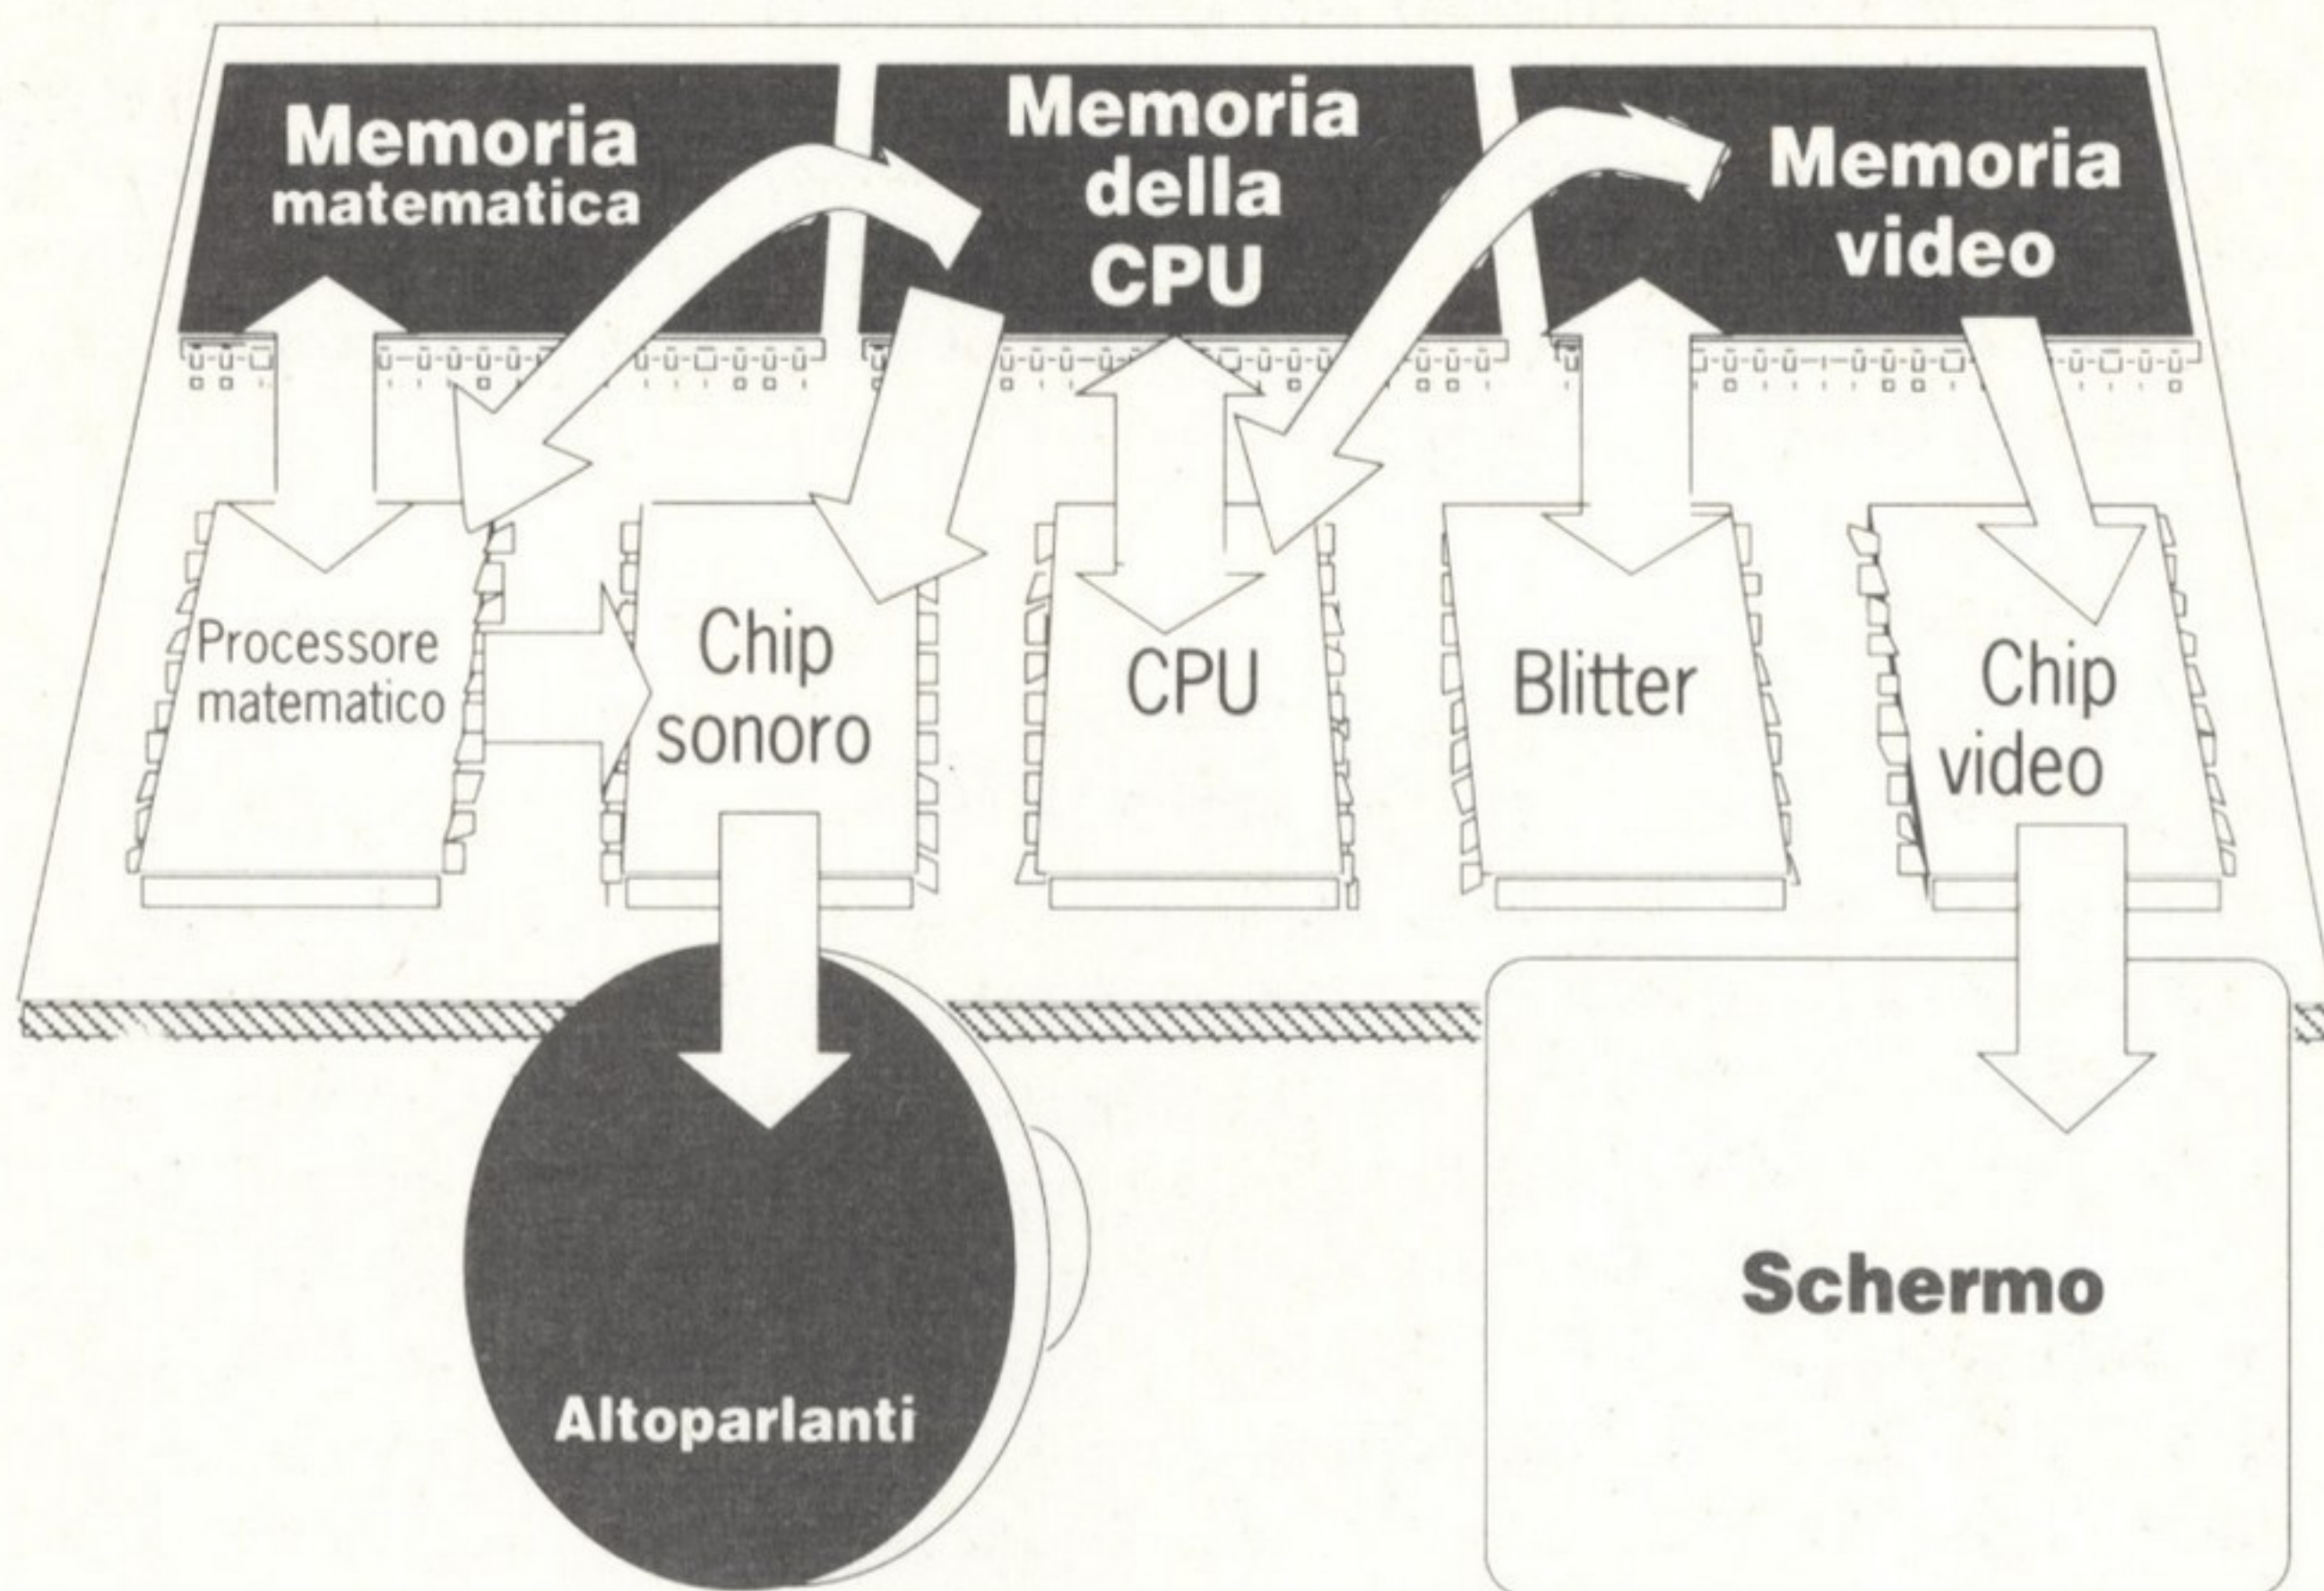 Memoria
matematica
Memoria
della
CPU
Memoria
video
Processore
matematico
Chip
sonoro
CPU
Blitter
Chip
video
Altoparlanti
Schermo